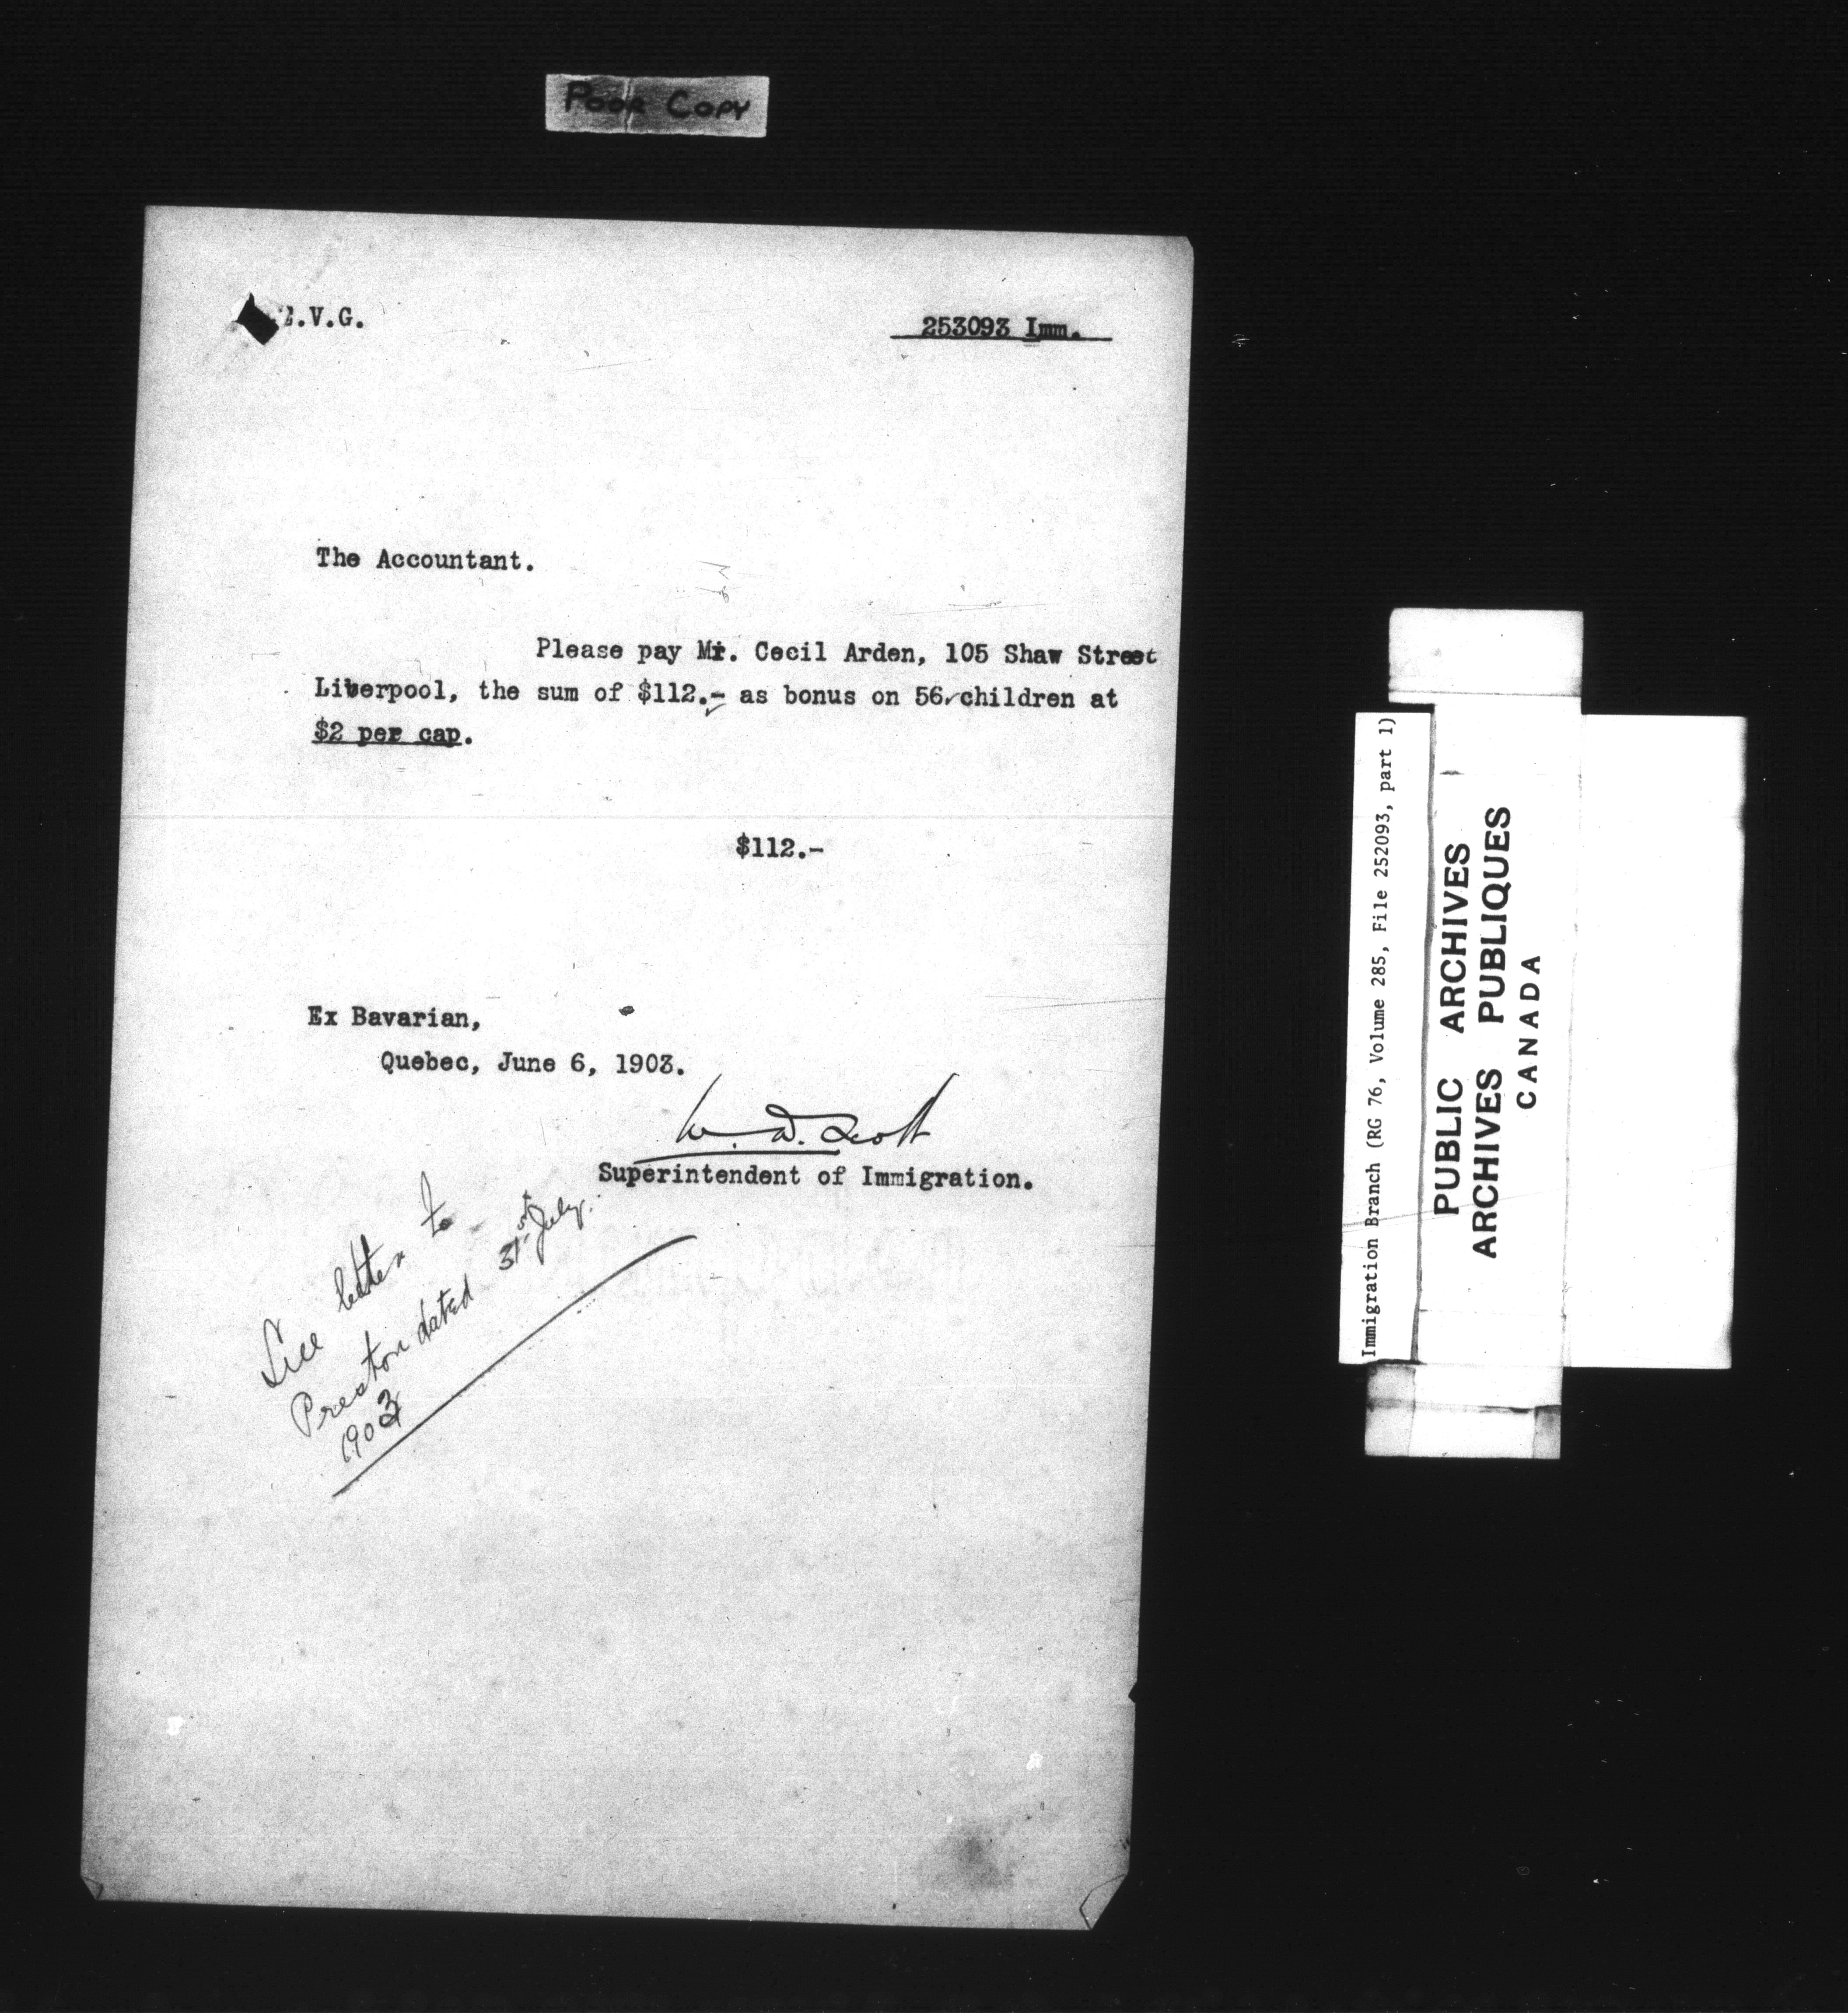 Poor Copy
.V.G.
253093 Imm.
The Accountant.
Please pay Mr. Cecil Arden, 105 Shaw Street
Liverpool, the sum of $112.- as bonus on 56 children at
$2 per cap.
$112.-
Ex Bavarian,
Quebec, June 6, 1903.
W. D. Scott
Superintendent of Immigration.
See letter to
Preston dated 31st July.
1903
Immigration Branch (RG 76, Volume 285, File 252093, part 1)
PUBLIC ARCHIVES
ARCHIVES PUBLIQUES
CANADA